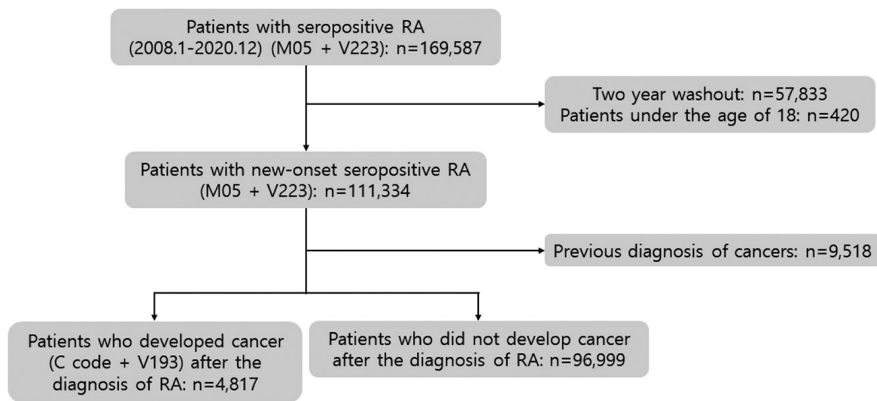 Patients with seropositive RA
(2008.1-2020.12) (M05 + V223): n=169,587
Two year washout: n=57,833
Patients under the age of 18: n=420
Patients with new-onset seropositive RA
(M05 + V223): n=111,334
Previous diagnosis of cancers: n=9,518
Patients who developed cancer
(C code + V193) after the
diagnosis of RA: n=4,817
Patients who did not develop cancer
after the diagnosis of RA: n=96,999